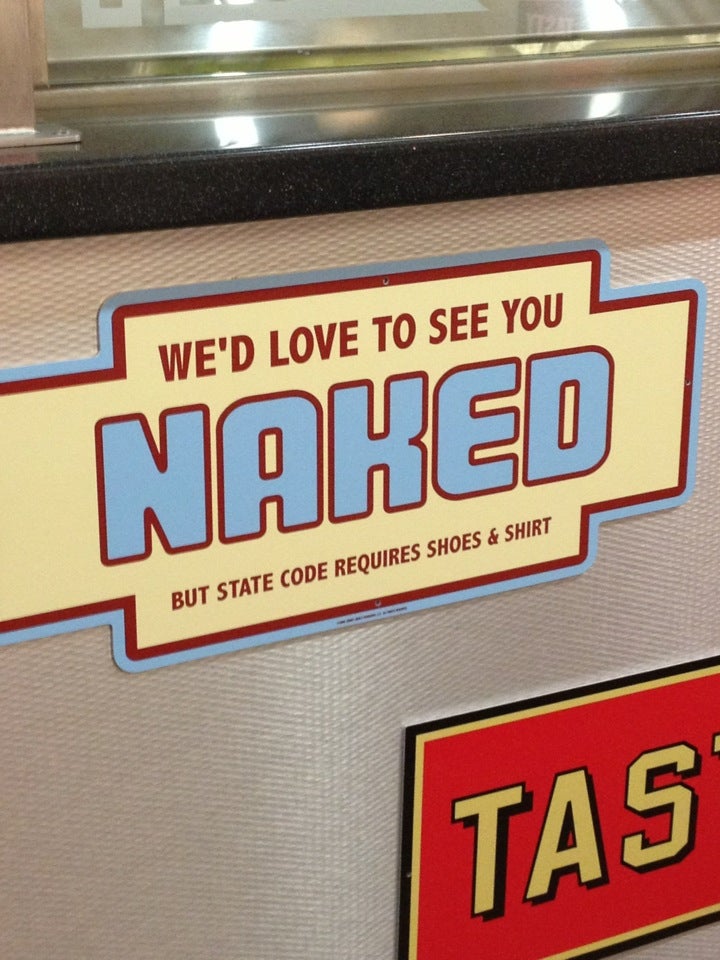 WE'D LOVE TO SEE YOU
NAKED
BUT STATE CODE REQUIRES SHOES & SHIRT
TAS